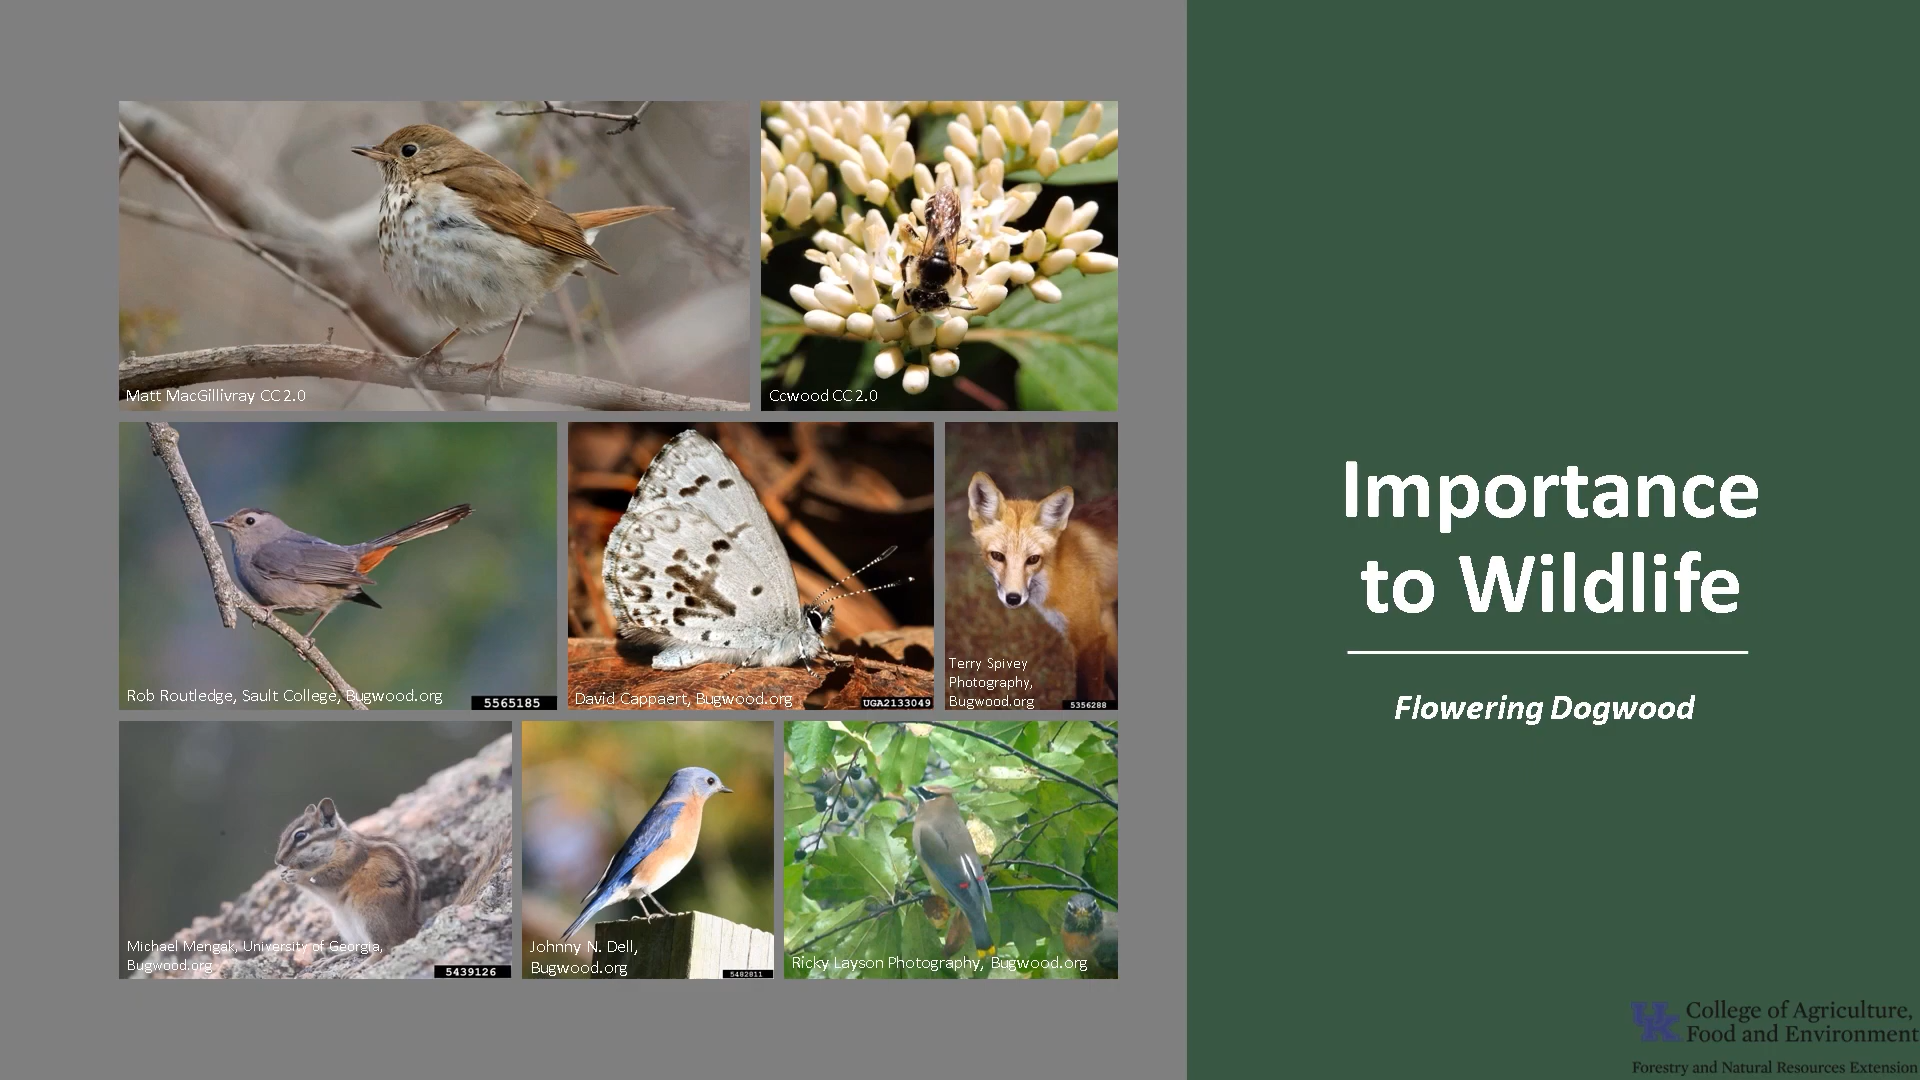 Matt MacGillivray CC 2.0
Ccwood CC 2.0
Rob Routledge, Sault College, Bugwood.org
5565185
David Cappaert, Bugwood.org
UGA2133049
Terry Spivey
Photography,
Bugwood.org
5356288
Michael Mengak, University of Georgia,
Bugwood.org
5439126
Johnny N. Dell,
Bugwood.org
5482811
Ricky Layson Photography, Bugwood.org
Importance
to Wildlife
Flowering Dogwood
UK College of Agriculture,
Food and Environment
Forestry and Natural Resources Extension